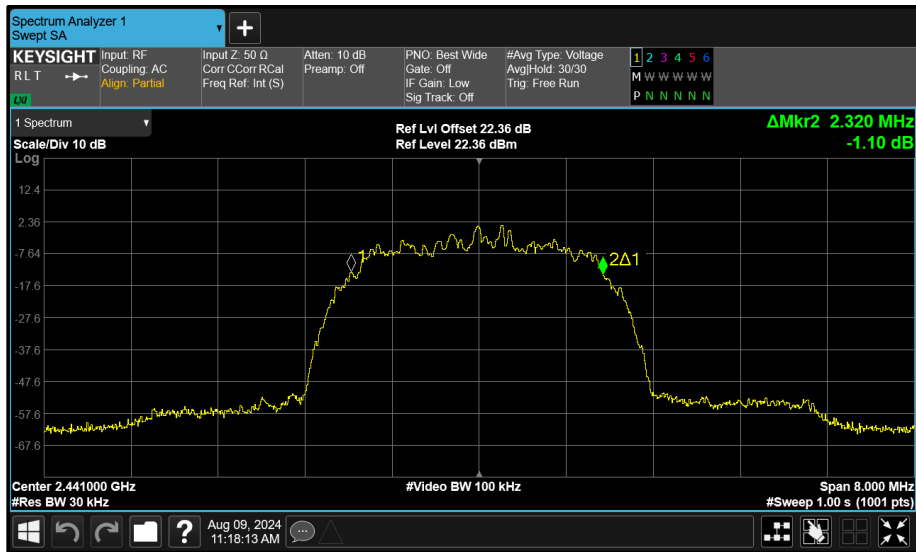 Spectrum Analyzer 1
Swept SA
+
KEYSIGHT
R L T
LXI
Input: RF
Coupling: AC
Align: Partial
Input Z: 50 Ω
Corr CCorr RCal
Freq Ref: Int (S)
Atten: 10 dB
Preamp: Off
PNO: Best Wide
Gate: Off
IF Gain: Low
Sig Track: Off
#Avg Type: Voltage
Avg|Hold: 30/30
Trig: Free Run
1 2 3 4 5 6
M W W W W W
P N N N N N
1 Spectrum
Scale/Div 10 dB
Ref Lvl Offset 22.36 dB
Ref Level 22.36 dBm
ΔMkr2 2.320 MHz
-1.10 dB
Log
12.4
2.36
-7.64
-17.6
-27.6
-37.6
-47.6
-57.6
-67.6
1
2Δ1
Center 2.441000 GHz
#Video BW 100 kHz
Span 8.000 MHz
#Res BW 30 kHz
#Sweep 1.00 s (1001 pts)
?
Aug 09, 2024
11:18:13 AM